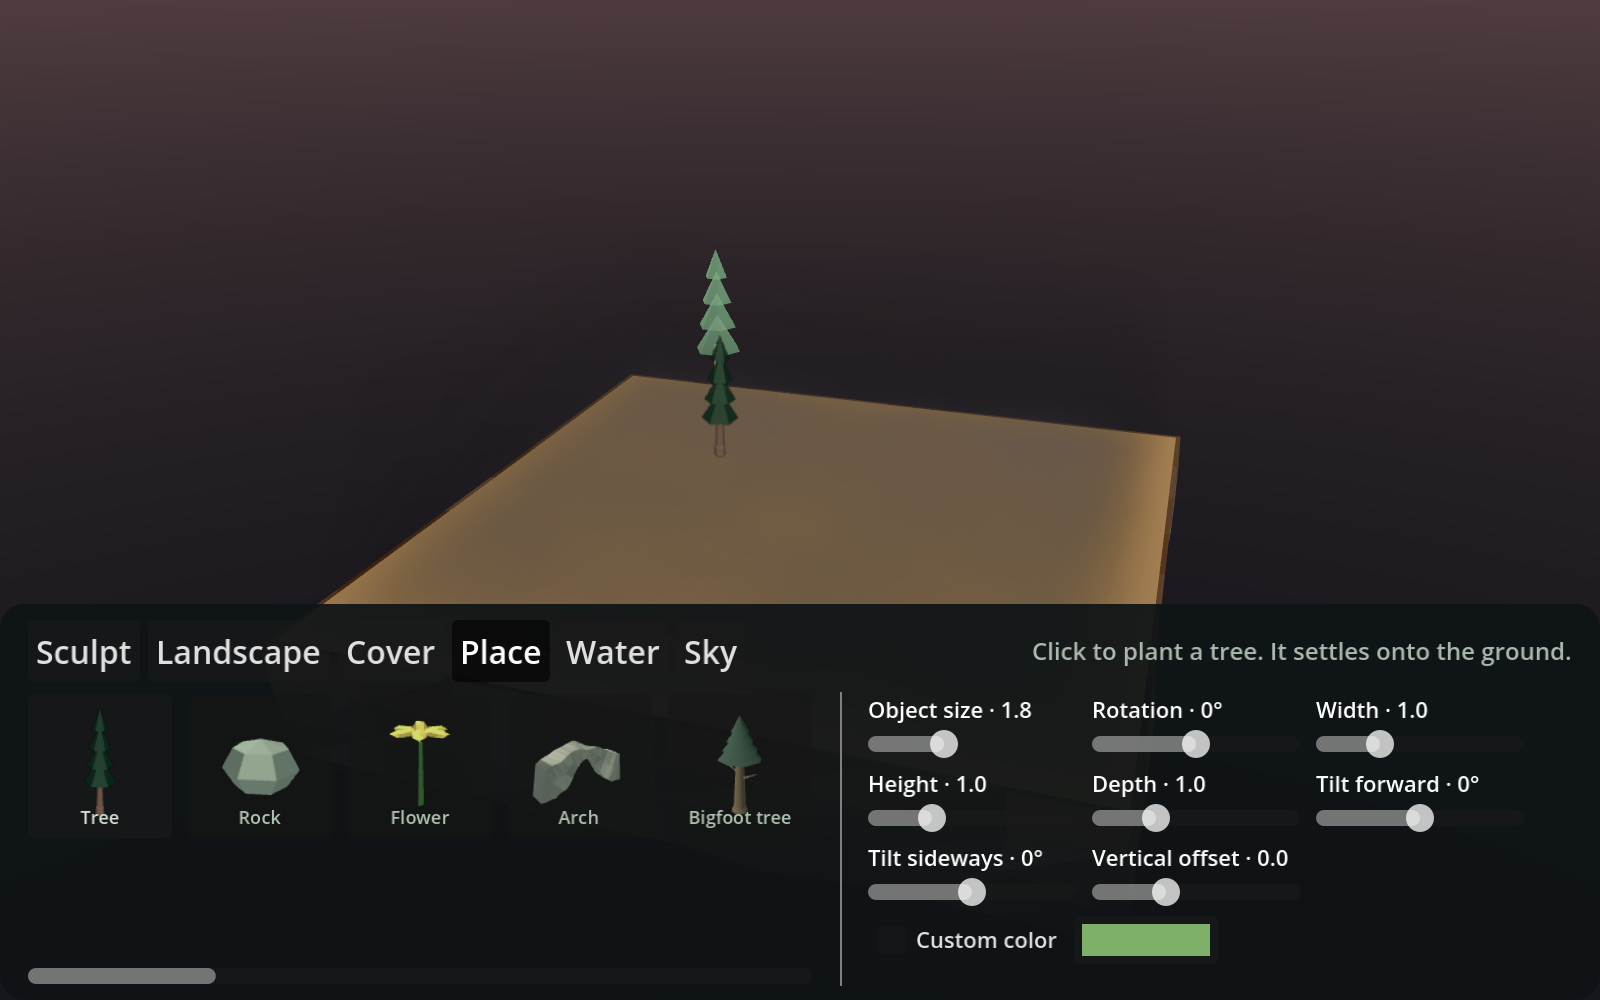 Sculpt Landscape Cover Place Water Sky
Click to plant a tree. It settles onto the ground.
Tree Rock Flower Arch Bigfoot tree
Object size · 1.8 Rotation · 0° Width · 1.0
Height · 1.0 Depth · 1.0 Tilt forward · 0°
Tilt sideways · 0° Vertical offset · 0.0
Custom color